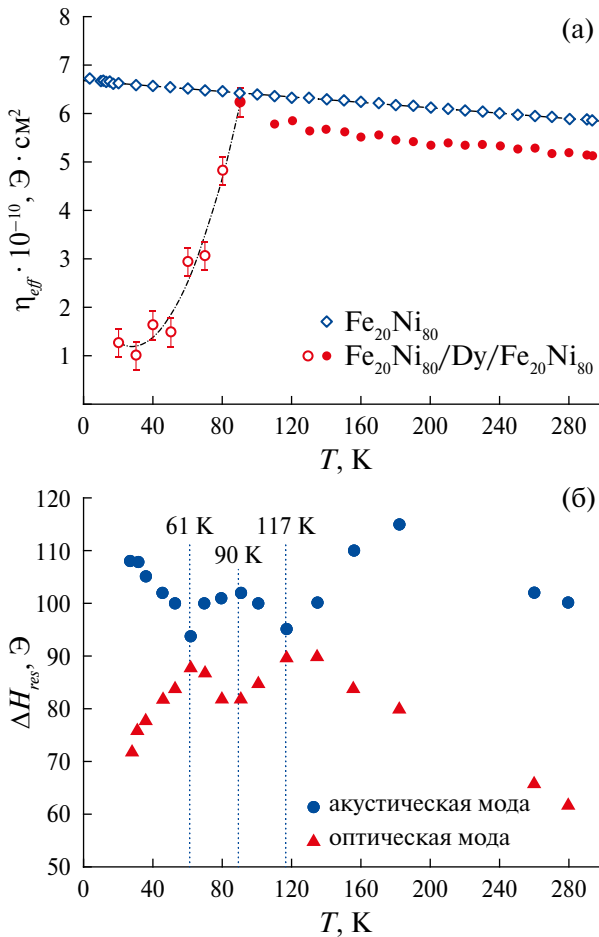 (а)
8
7
6
5
4
3
2
1
η_eff · 10⁻¹⁰, Э · см²
Fe₂₀Ni₈₀
Fe₂₀Ni₈₀/Dy/Fe₂₀Ni₈₀
0 40 80 120 160 200 240 280
T, K
(б)
120
110
100
90
80
70
60
50
ΔH_res, Э
61 K
90 K
117 K
акустическая мода
оптическая мода
0 40 80 120 160 200 240 280
T, K